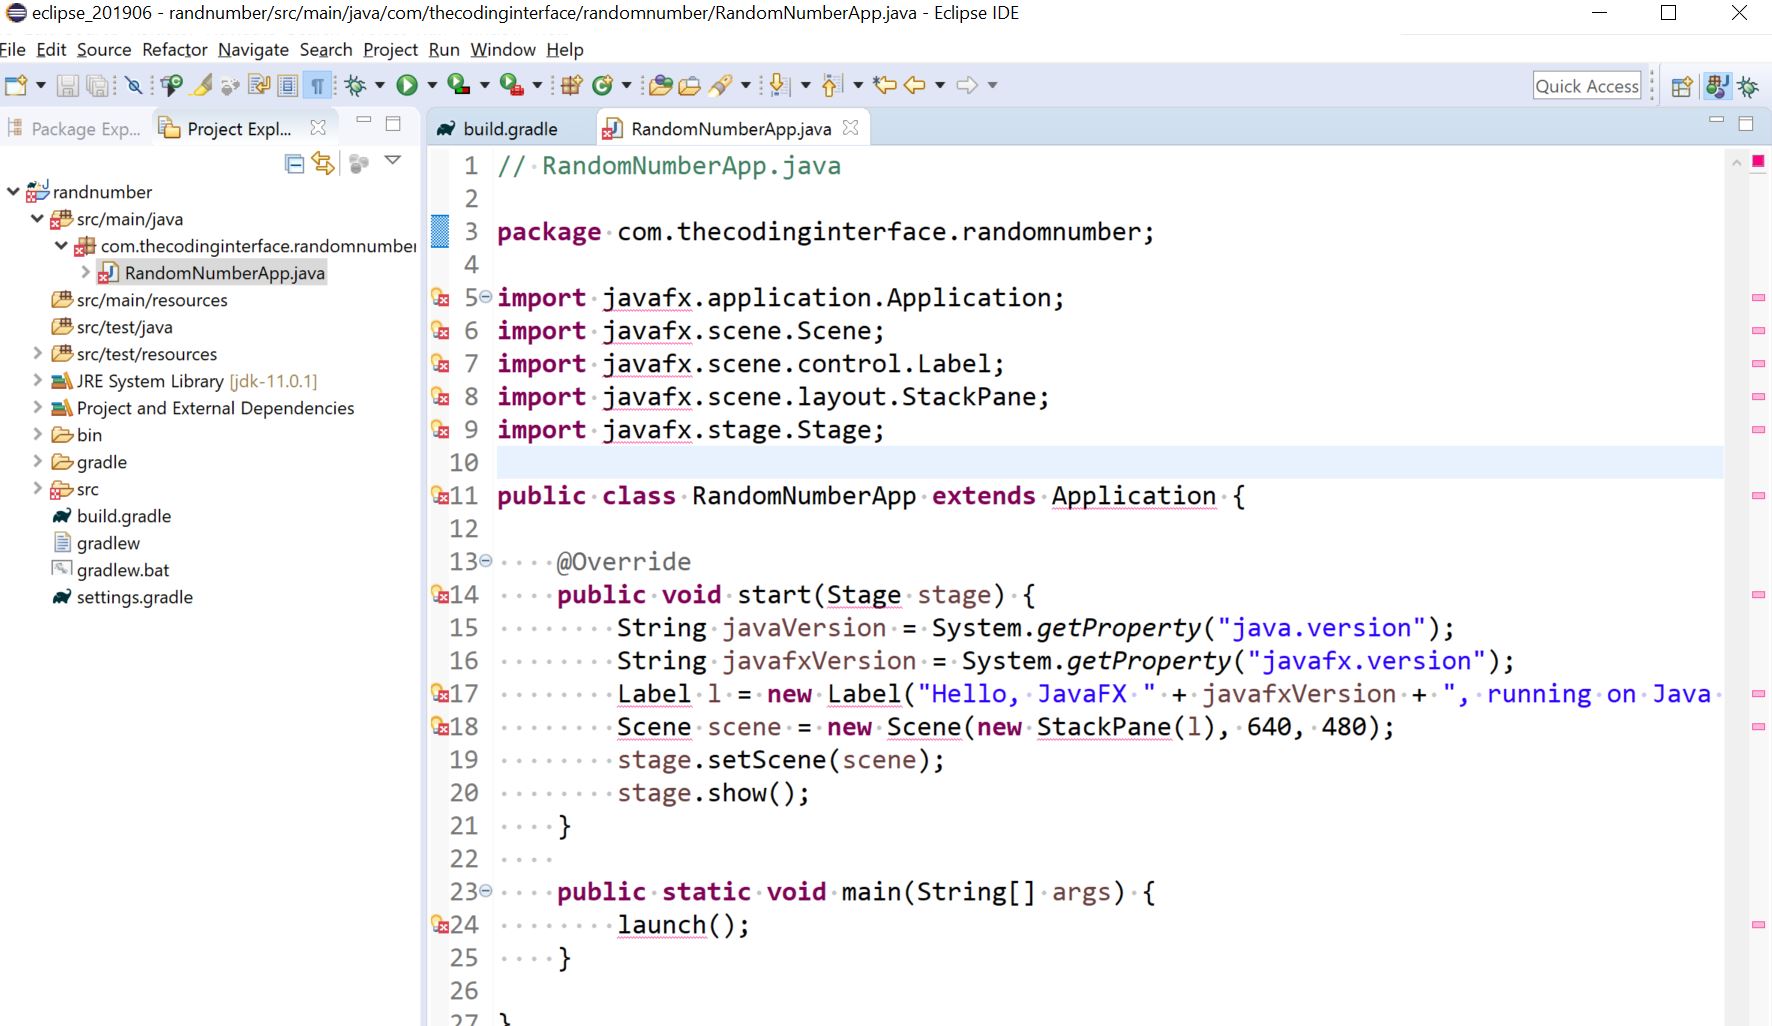 eclipse_201906 - randnumber/src/main/java/com/thecodinginterface/randomnumber/RandomNumberApp.java - Eclipse IDE
File Edit Source Refactor Navigate Search Project Run Window Help
Quick Access
Package Exp...
Project Expl...
build.gradle
RandomNumberApp.java
randnumber
src/main/java
com.thecodinginterface.randomnumber
RandomNumberApp.java
src/main/resources
src/test/java
src/test/resources
JRE System Library [jdk-11.0.1]
Project and External Dependencies
bin
gradle
src
build.gradle
gradlew
gradlew.bat
settings.gradle
1 // RandomNumberApp.java
2
3 package com.thecodinginterface.randomnumber;
4
5 import javafx.application.Application;
6 import javafx.scene.Scene;
7 import javafx.scene.control.Label;
8 import javafx.scene.layout.StackPane;
9 import javafx.stage.Stage;
10
11 public class RandomNumberApp extends Application {
12
13     @Override
14     public void start(Stage stage) {
15         String javaVersion = System.getProperty("java.version");
16         String javafxVersion = System.getProperty("javafx.version");
17         Label l = new Label("Hello, JavaFX " + javafxVersion + ", running on Java
18         Scene scene = new Scene(new StackPane(l), 640, 480);
19         stage.setScene(scene);
20         stage.show();
21     }
22
23     public static void main(String[] args) {
24         launch();
25     }
26
27 }